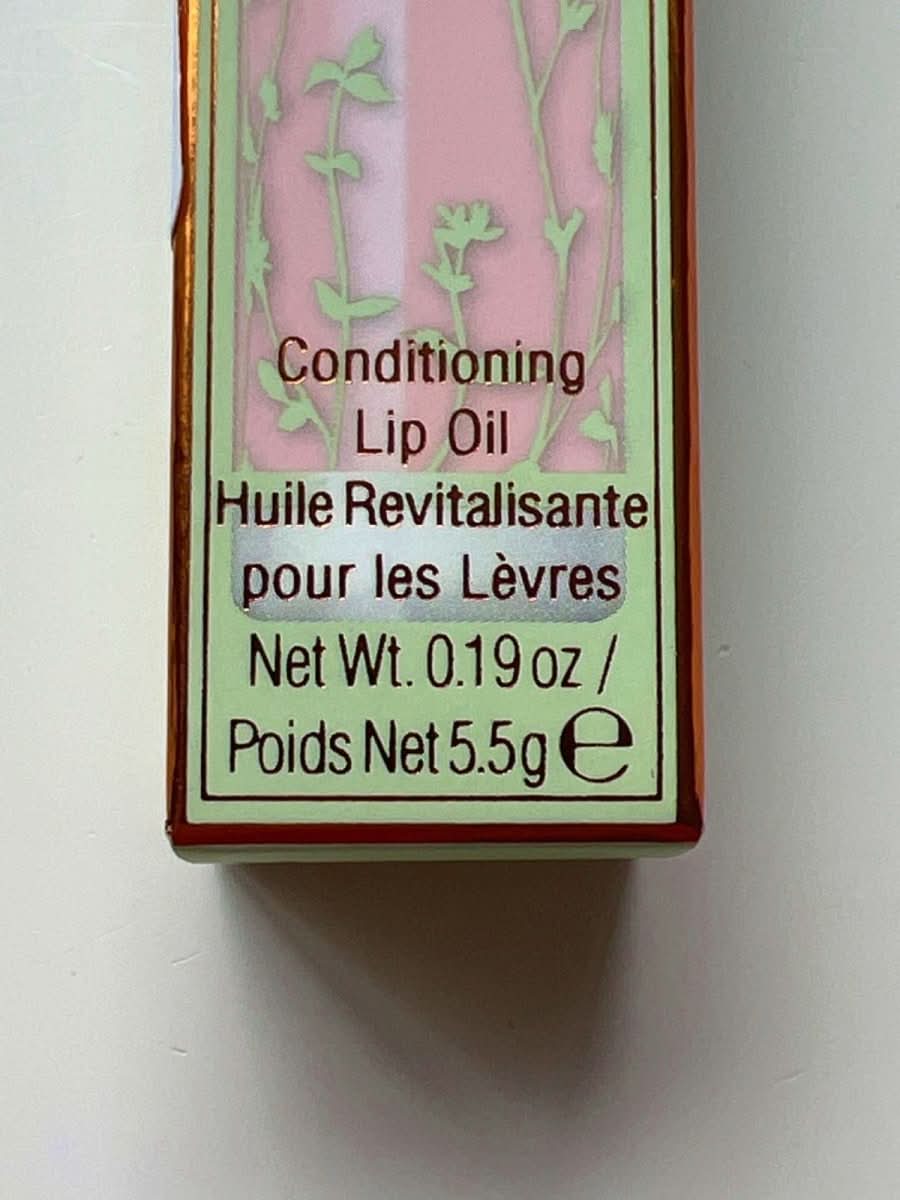 Conditioning
Lip Oil
Huile Revitalisante
pour les Lèvres
Net Wt. 0.19 oz /
Poids Net 5.5g ℮